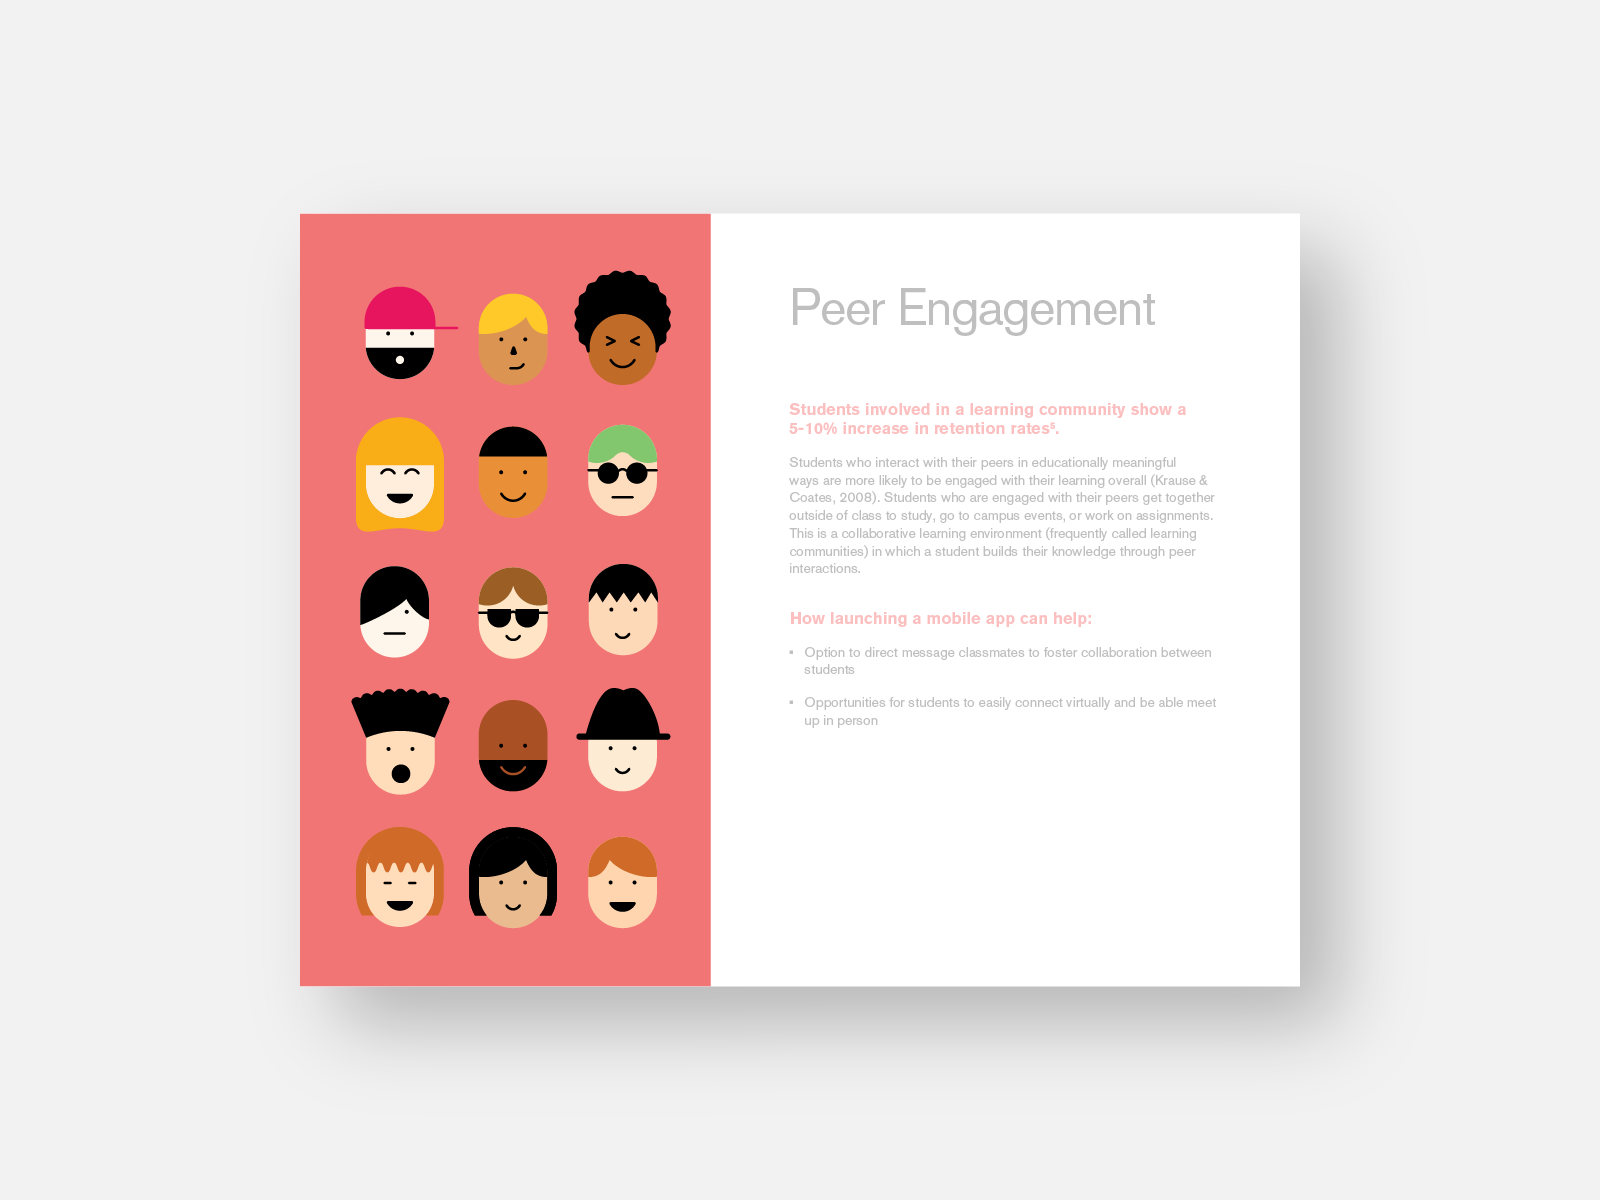 Peer Engagement
Students involved in a learning community show a
5-10% increase in retention rates⁵.
Students who interact with their peers in educationally meaningful
ways are more likely to be engaged with their learning overall (Krause &
Coates, 2008). Students who are engaged with their peers get together
outside of class to study, go to campus events, or work on assignments.
This is a collaborative learning environment (frequently called learning
communities) in which a student builds their knowledge through peer
interactions.
How launching a mobile app can help:
▪ Option to direct message classmates to foster collaboration between
students
▪ Opportunities for students to easily connect virtually and be able meet
up in person